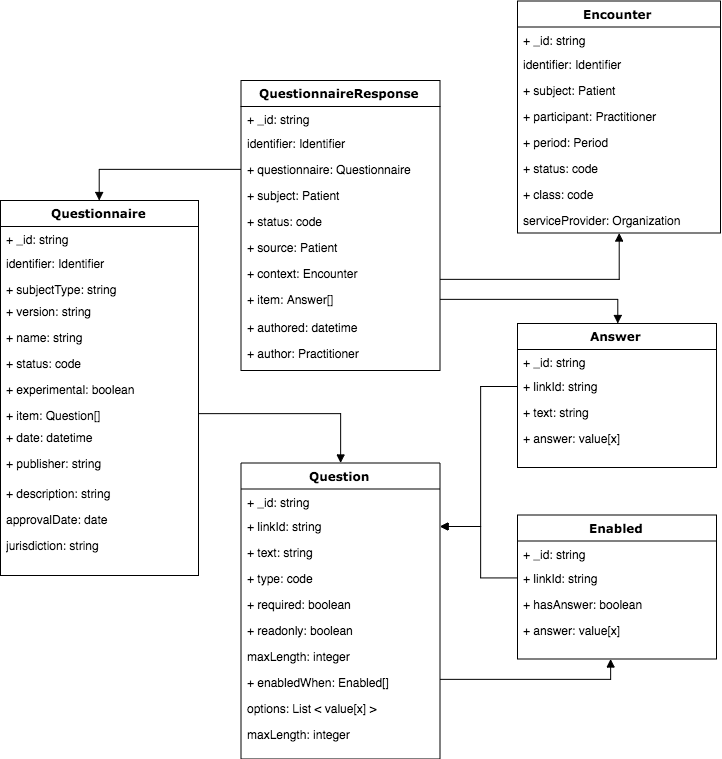 Encounter
+ _id: string
identifier: Identifier
+ subject: Patient
+ participant: Practitioner
+ period: Period
+ status: code
+ class: code
serviceProvider: Organization
QuestionnaireResponse
+ _id: string
identifier: Identifier
+ questionnaire: Questionnaire
+ subject: Patient
+ status: code
+ source: Patient
+ context: Encounter
+ item: Answer[]
+ authored: datetime
+ author: Practitioner
Questionnaire
+ _id: string
identifier: Identifier
+ subjectType: string
+ version: string
+ name: string
+ status: code
+ experimental: boolean
+ item: Question[]
+ date: datetime
+ publisher: string
+ description: string
approvalDate: date
jurisdiction: string
Answer
+ _id: string
+ linkId: string
+ text: string
+ answer: value[x]
Question
+ _id: string
+ linkId: string
+ text: string
+ type: code
+ required: boolean
+ readonly: boolean
maxLength: integer
+ enabledWhen: Enabled[]
options: List < value[x] >
maxLength: integer
Enabled
+ _id: string
+ linkId: string
+ hasAnswer: boolean
+ answer: value[x]